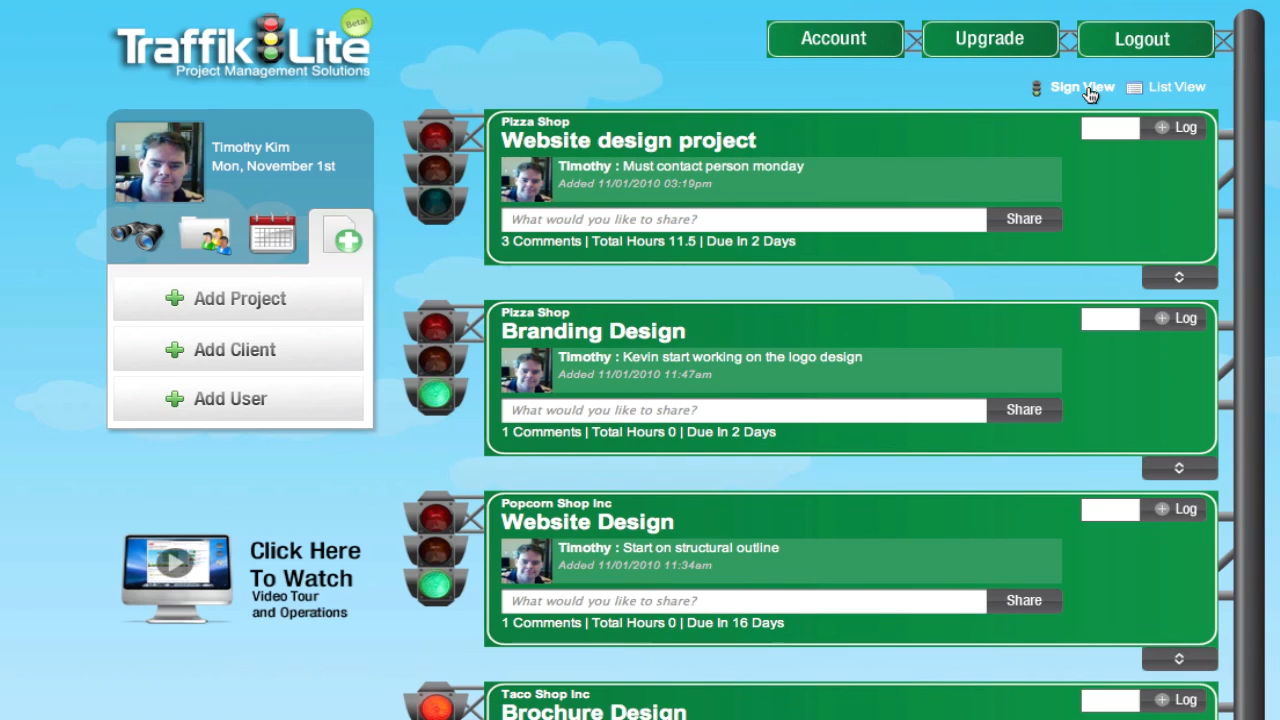 Traffik Lite
Beta!
Project Management Solutions
Account
Upgrade
Logout
Sign View
List View
Timothy Kim
Mon, November 1st
Add Project
Add Client
Add User
Click Here
To Watch
Video Tour
and Operations
Pizza Shop
Website design project
Log
Timothy : Must contact person monday
Added 11/01/2010 03:19pm
What would you like to share?
Share
3 Comments | Total Hours 11.5 | Due In 2 Days
Pizza Shop
Branding Design
Log
Timothy : Kevin start working on the logo design
Added 11/01/2010 11:47am
What would you like to share?
Share
1 Comments | Total Hours 0 | Due In 2 Days
Popcorn Shop Inc
Website Design
Log
Timothy : Start on structural outline
Added 11/01/2010 11:34am
What would you like to share?
Share
1 Comments | Total Hours 0 | Due In 16 Days
Taco Shop Inc
Brochure Design
Log